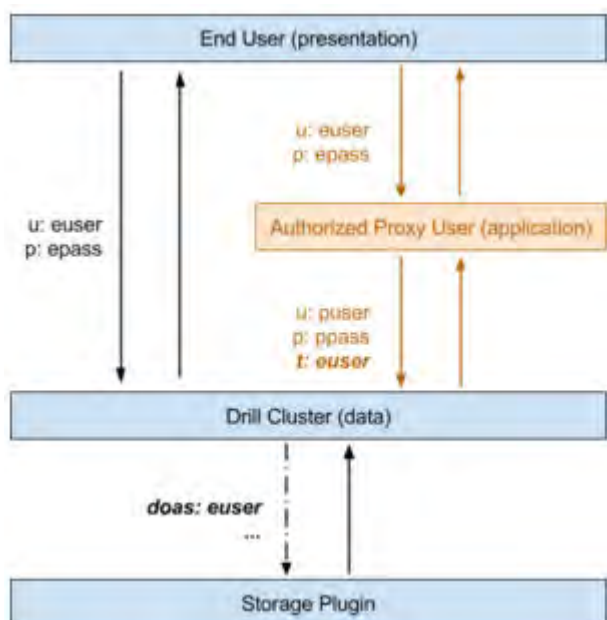 End User (presentation)
u: euser
p: epass
u: euser
p: epass
Authorized Proxy User (application)
u: puser
p: ppass
t: euser
Drill Cluster (data)
doas: euser
...
Storage Plugin